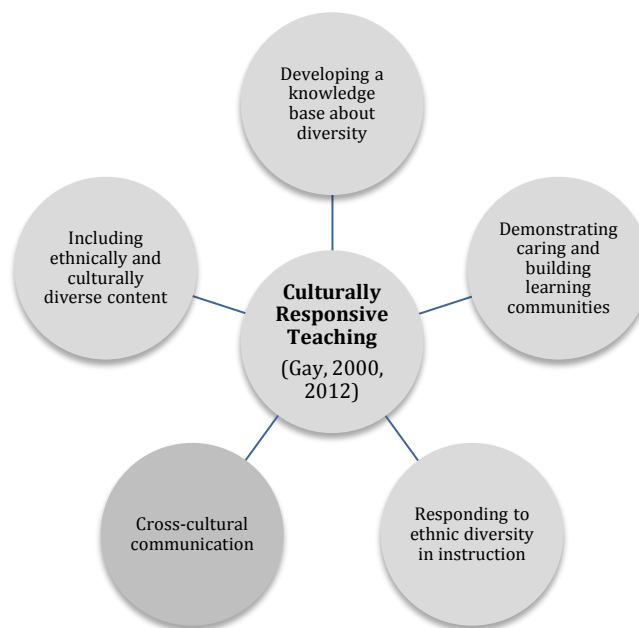 Developing a
knowledge
base about
diversity
Including
ethnically and
culturally
diverse content
Demonstrating
caring and
building
learning
communities
Culturally
Responsive
Teaching
(Gay, 2000,
2012)
Cross-cultural
communication
Responding to
ethnic diversity
in instruction